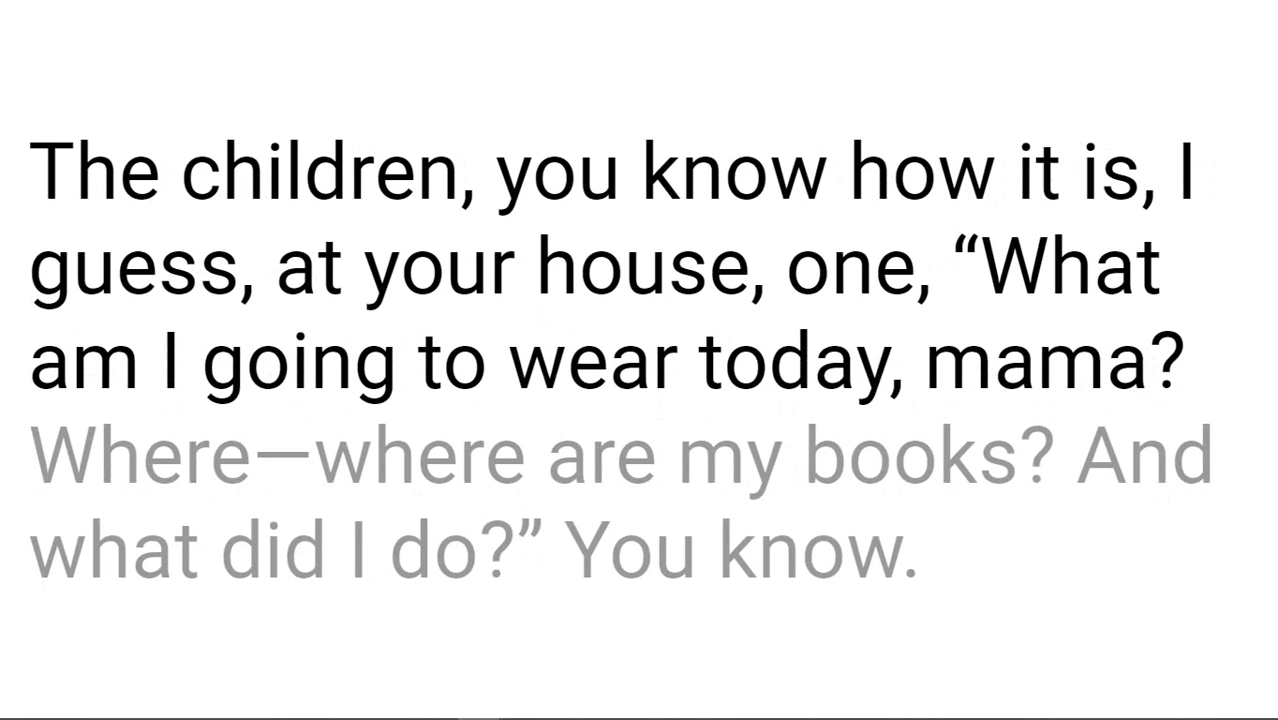 The children, you know how it is, I
guess, at your house, one, “What
am I going to wear today, mama?
Where—where are my books? And
what did I do?” You know.